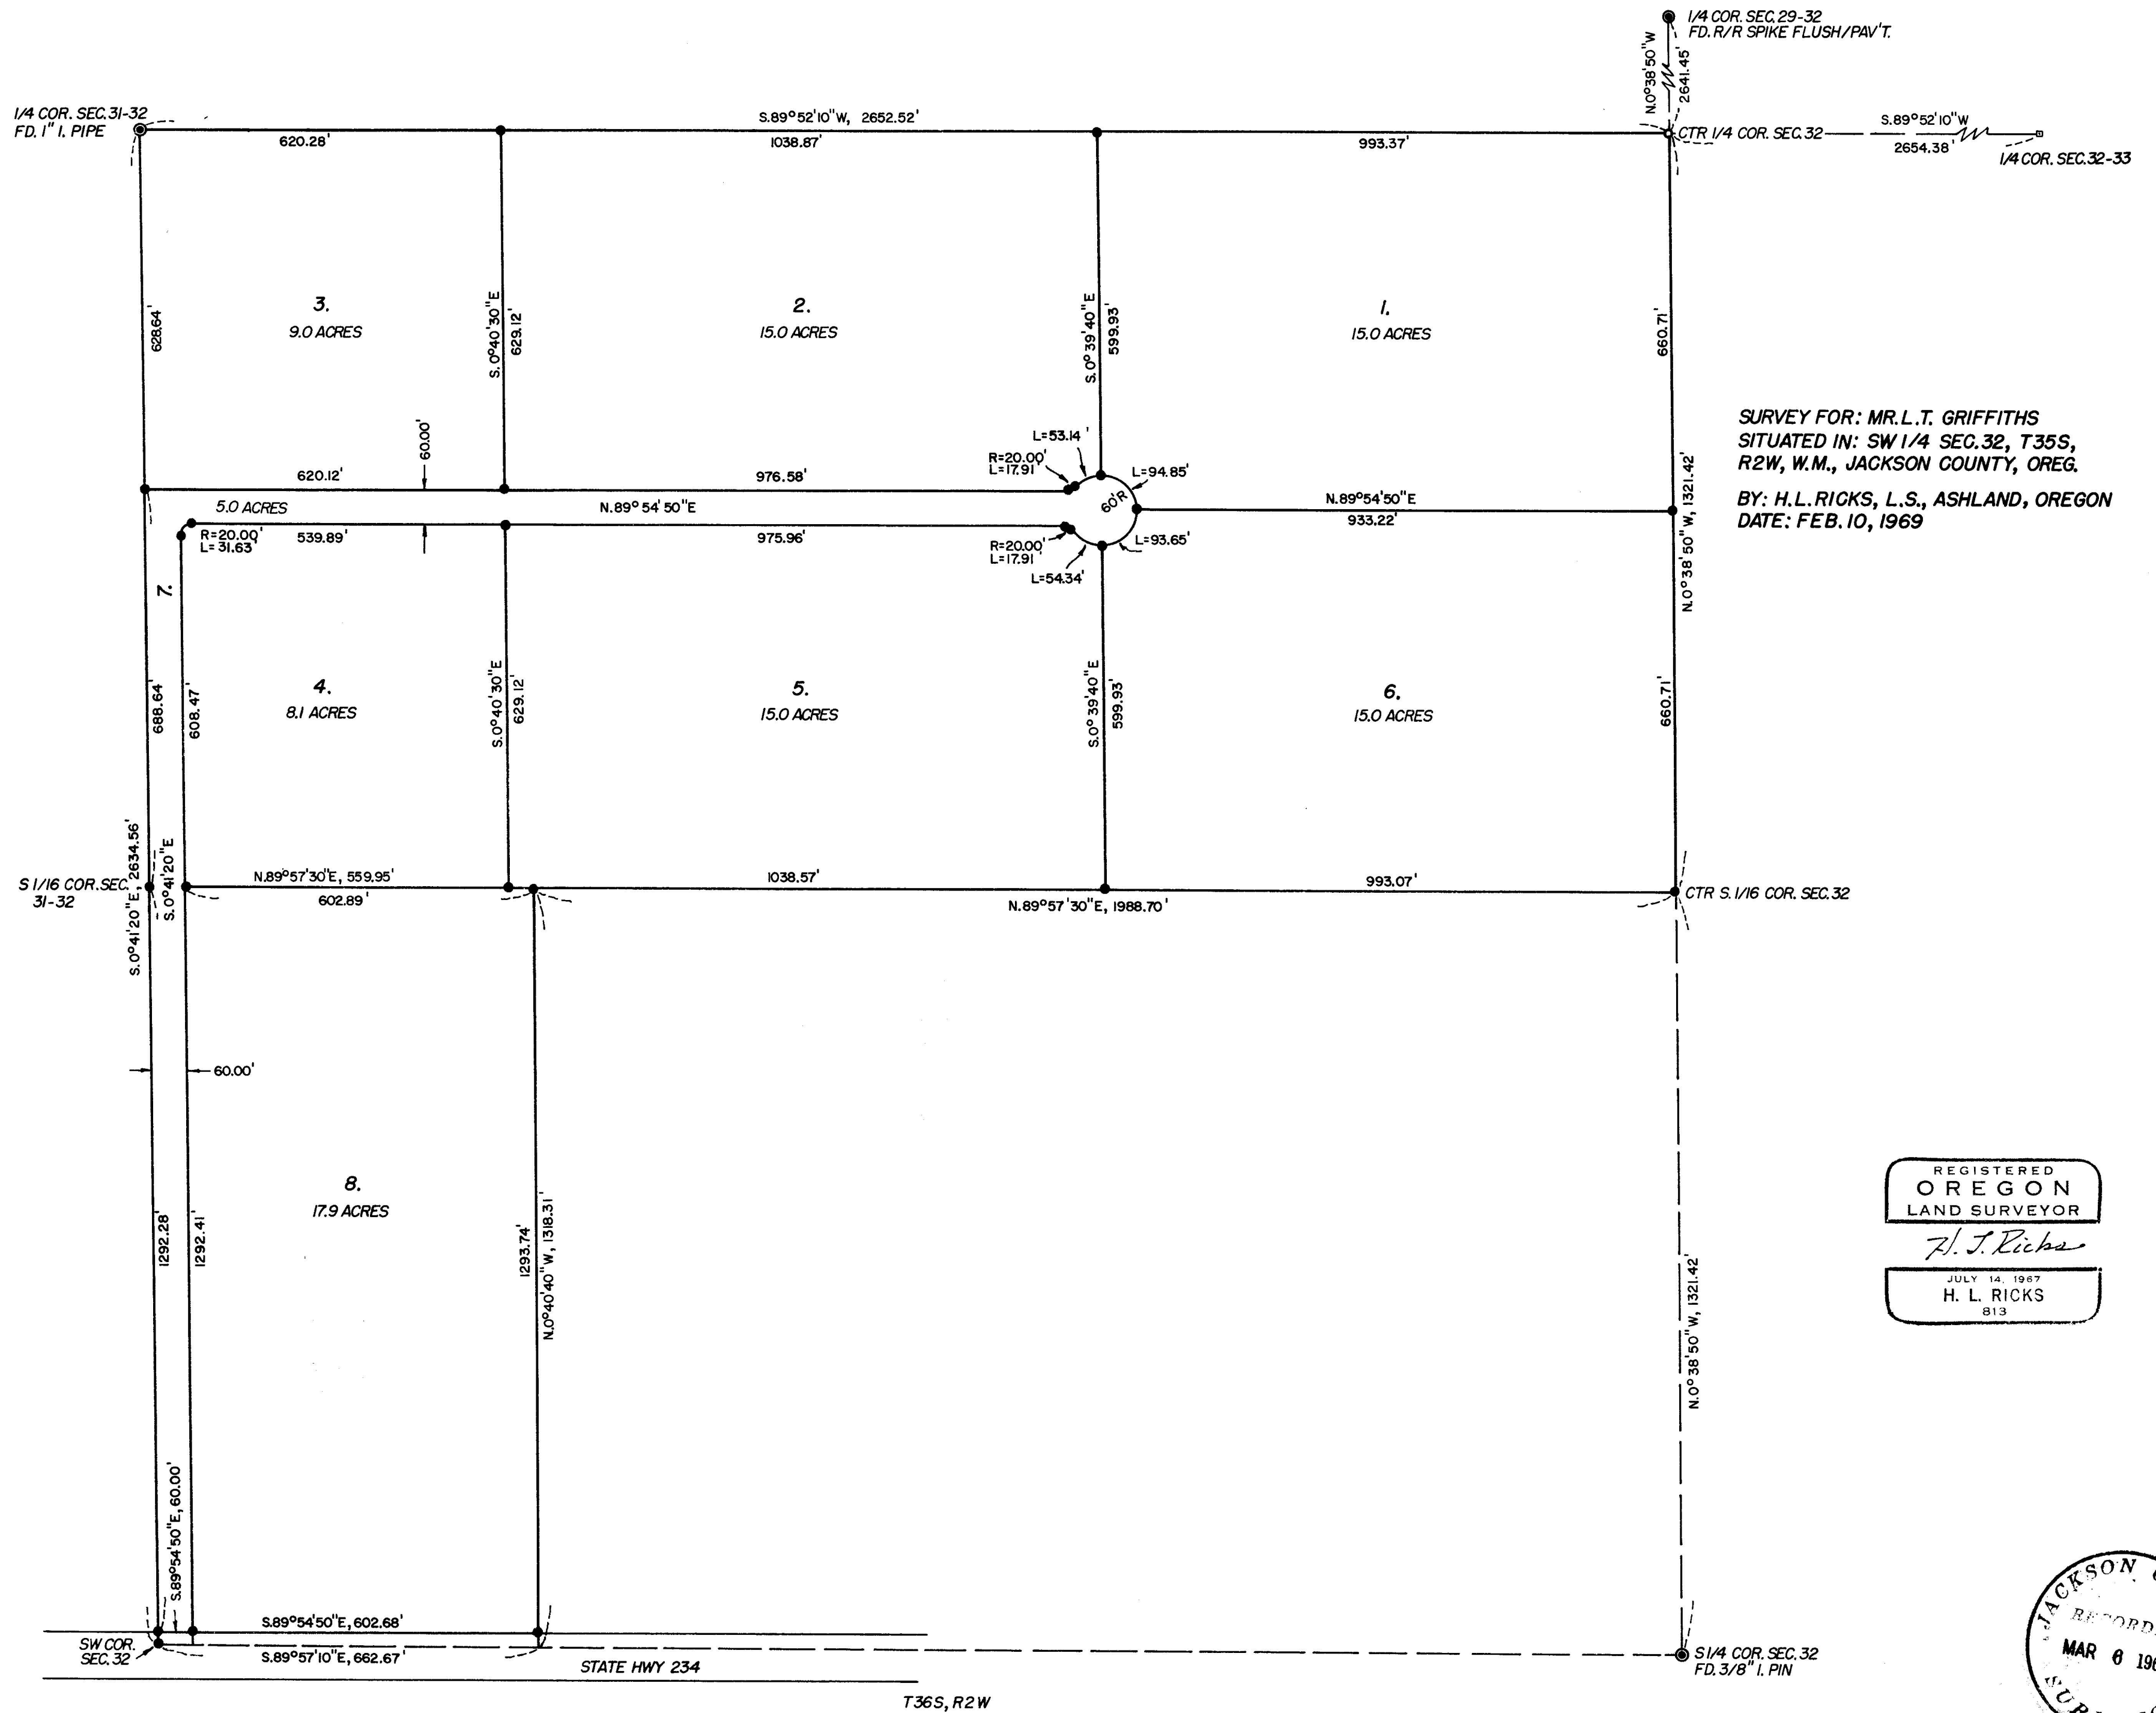 1/4 COR. SEC. 29-32
FD. R/R SPIKE FLUSH/PAV'T.
N.0°38'50"W
2641.45'
1/4 COR. SEC. 31-32
FD. 1" I. PIPE
S.89°52'10"W, 2652.52'
620.28'
1038.87'
993.37'
CTR 1/4 COR. SEC. 32
S.89°52'10"W
2654.38'
1/4 COR. SEC. 32-33
628.64'
3.
9.0 ACRES
S.0°40'30"E
629.12'
2.
15.0 ACRES
S.0°39'40"E
599.93'
1.
15.0 ACRES
660.71'
SURVEY FOR: MR. L.T. GRIFFITHS
SITUATED IN: SW 1/4 SEC. 32, T35S,
R2W, W.M., JACKSON COUNTY, OREG.
BY: H.L. RICKS, L.S., ASHLAND, OREGON
DATE: FEB. 10, 1969
60.00'
L=53.14'
R=20.00'
L=17.91'
L=94.85'
60'R
620.12'
976.58'
5.0 ACRES
N.89°54'50"E
N.89°54'50"E
933.22'
R=20.00'
L=31.63'
539.89'
975.96'
R=20.00'
L=17.91'
L=93.65'
L=54.34'
N.0°38'50"W, 1321.42'
7.
688.64'
608.47'
4.
8.1 ACRES
S.0°40'30"E
629.12'
5.
15.0 ACRES
S.0°39'40"E
599.93'
6.
15.0 ACRES
660.71'
S.0°41'20"E, 2634.56'
S.0°41'20"E
S 1/16 COR. SEC.
31-32
N.89°57'30"E, 559.95'
602.89'
1038.57'
993.07'
N.89°57'30"E, 1988.70'
CTR S. 1/16 COR. SEC. 32
60.00'
8.
17.9 ACRES
1292.28'
1292.41'
1293.74'
N.0°40'40"W, 1318.31'
N.0°38'50"W, 1321.42'
REGISTERED
OREGON
LAND SURVEYOR
H. L. Ricks
JULY 14, 1967
H. L. RICKS
813
S.89°54'50"E, 60.00'
S.89°54'50"E, 602.68'
SW COR.
SEC. 32
S.89°57'10"E, 662.67'
STATE HWY 234
S 1/4 COR. SEC. 32
FD. 3/8" I. PIN
T36S, R2W
JACKSON
MAR 6